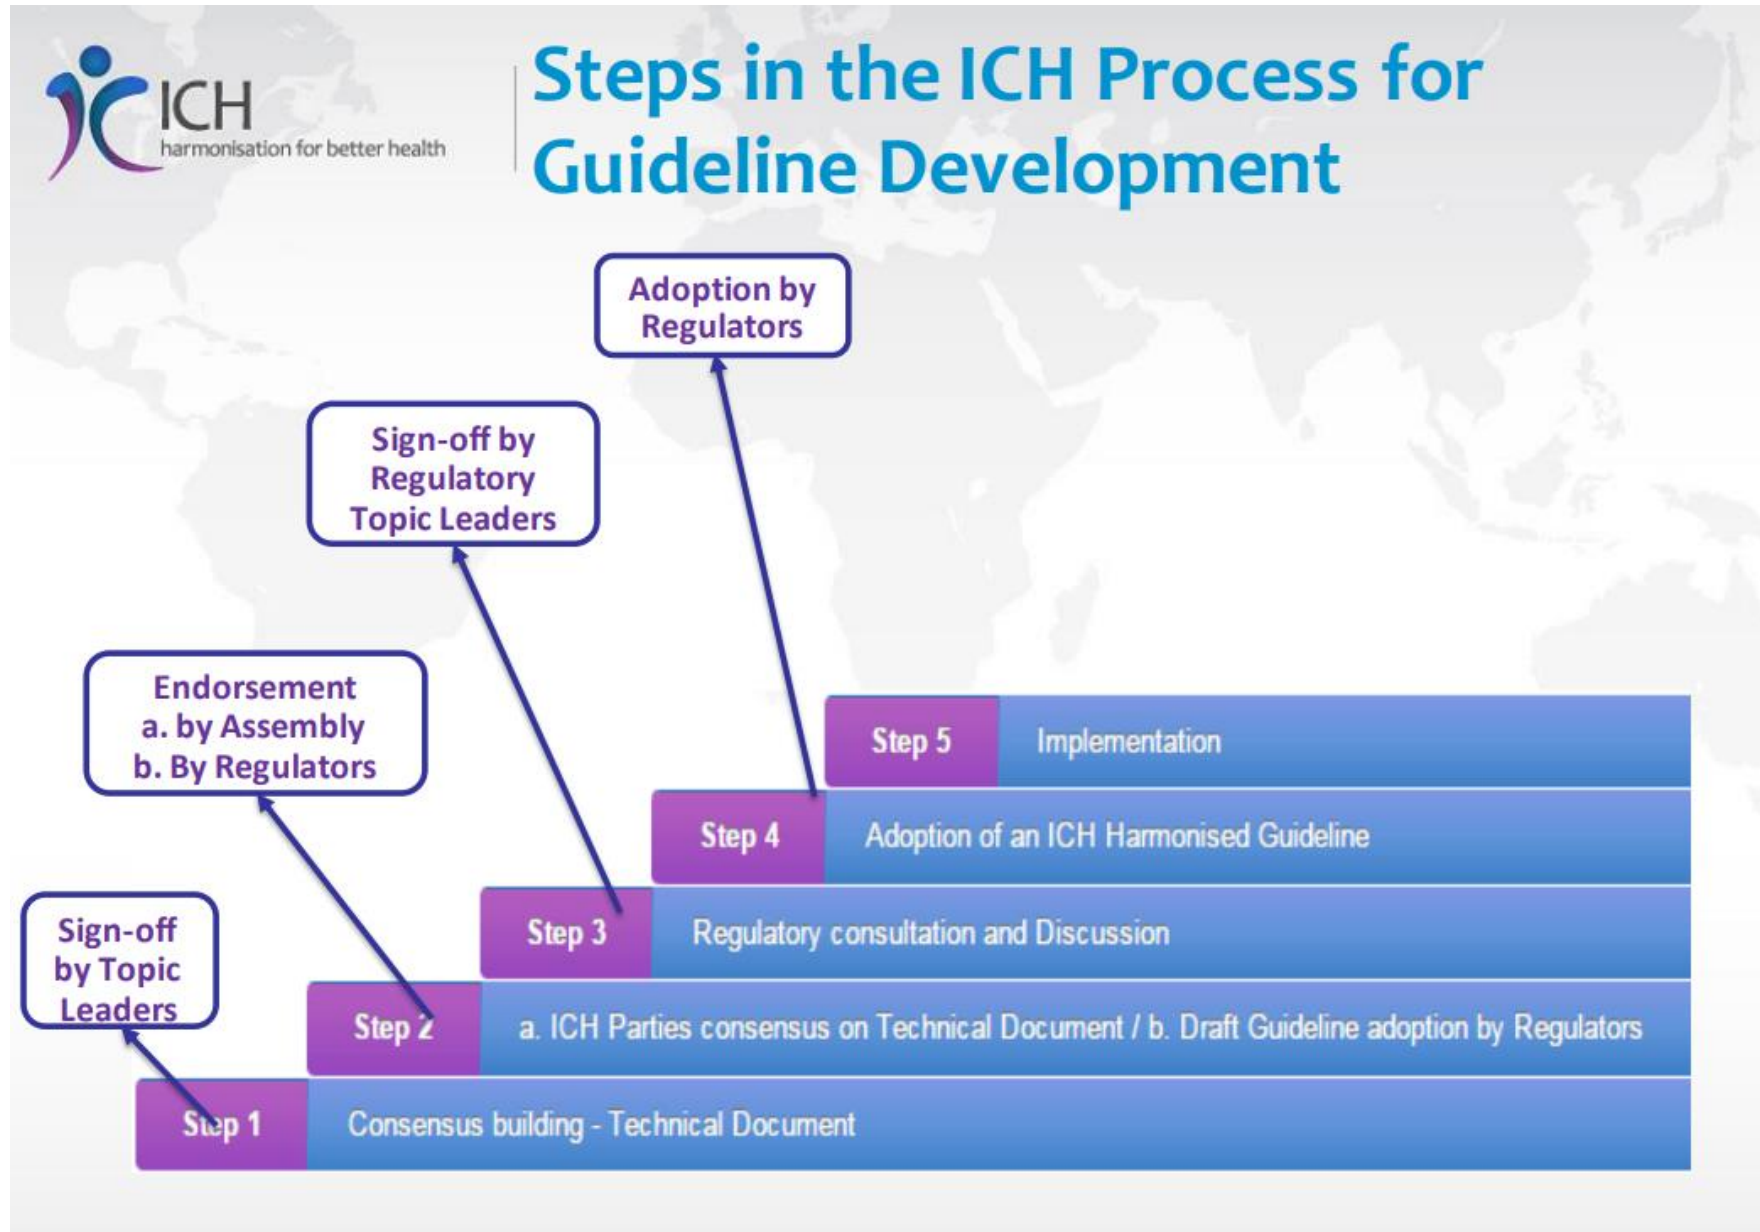 ICH
harmonisation for better health
Steps in the ICH Process for
Guideline Development
Adoption by
Regulators
Sign-off by
Regulatory
Topic Leaders
Endorsement
a. by Assembly
b. By Regulators
Sign-off
by Topic
Leaders
Step 5 Implementation
Step 4 Adoption of an ICH Harmonised Guideline
Step 3 Regulatory consultation and Discussion
Step 2 a. ICH Parties consensus on Technical Document / b. Draft Guideline adoption by Regulators
Step 1 Consensus building - Technical Document